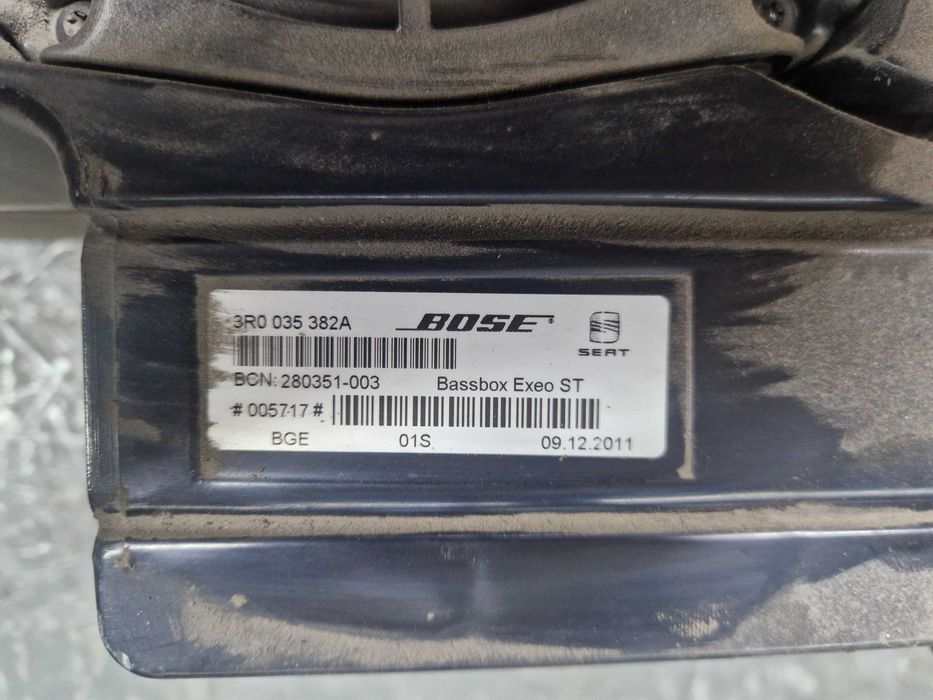 3R0 035 382A
BOSE®
SEAT
BCN: 280351-003 Bassbox Exeo ST
# 005717 #
BGE 01S 09.12.2011